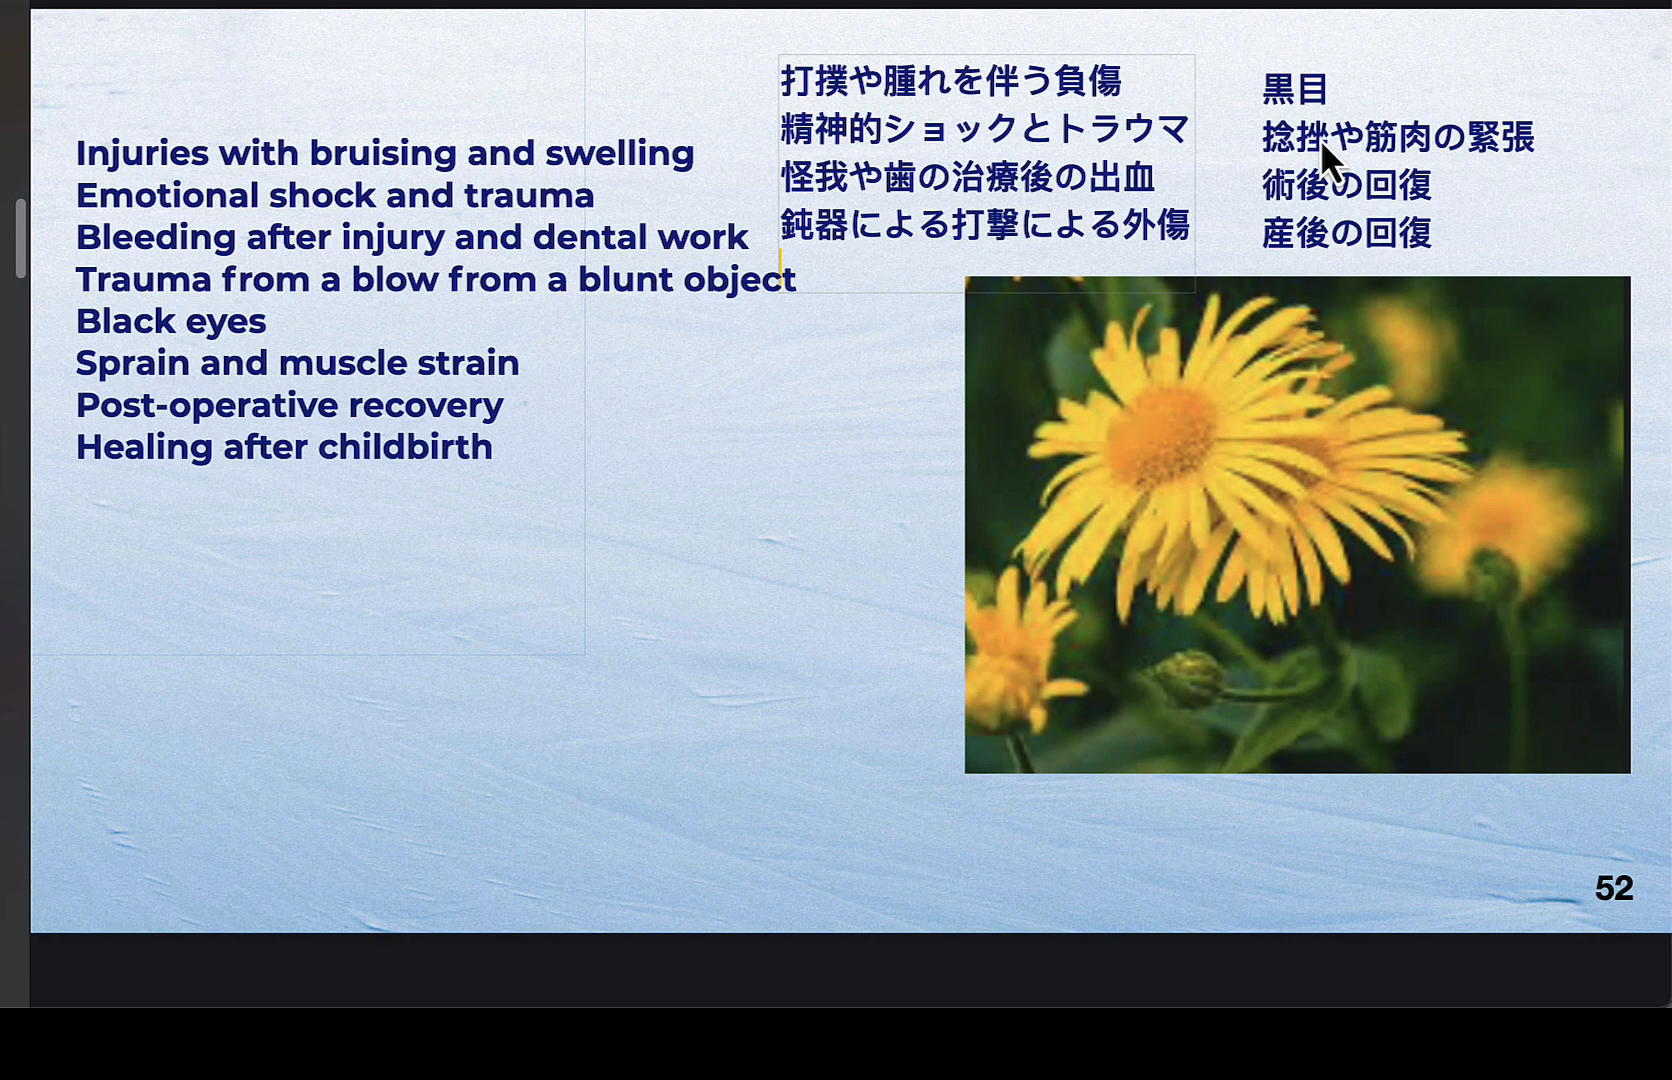 Injuries with bruising and swelling
Emotional shock and trauma
Bleeding after injury and dental work
Trauma from a blow from a blunt object
Black eyes
Sprain and muscle strain
Post-operative recovery
Healing after childbirth
打撲や腫れを伴う負傷
精神的ショックとトラウマ
怪我や歯の治療後の出血
鈍器による打撃による外傷
黒目
捻挫や筋肉の緊張
術後の回復
産後の回復
52